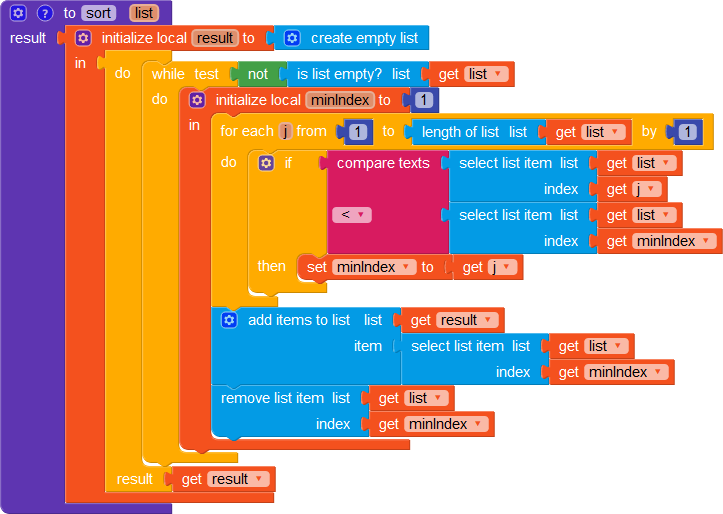 ? to sort list
result initialize local result to create empty list
in do while test not is list empty? list get list
do initialize local minIndex to 1
in for each j from 1 to length of list list get list by 1
do if compare texts select list item list get list
index get j
< select list item list get list
index get minIndex
then set minIndex to get j
add items to list list get result
item select list item list get list
index get minIndex
remove list item list get list
index get minIndex
result get result